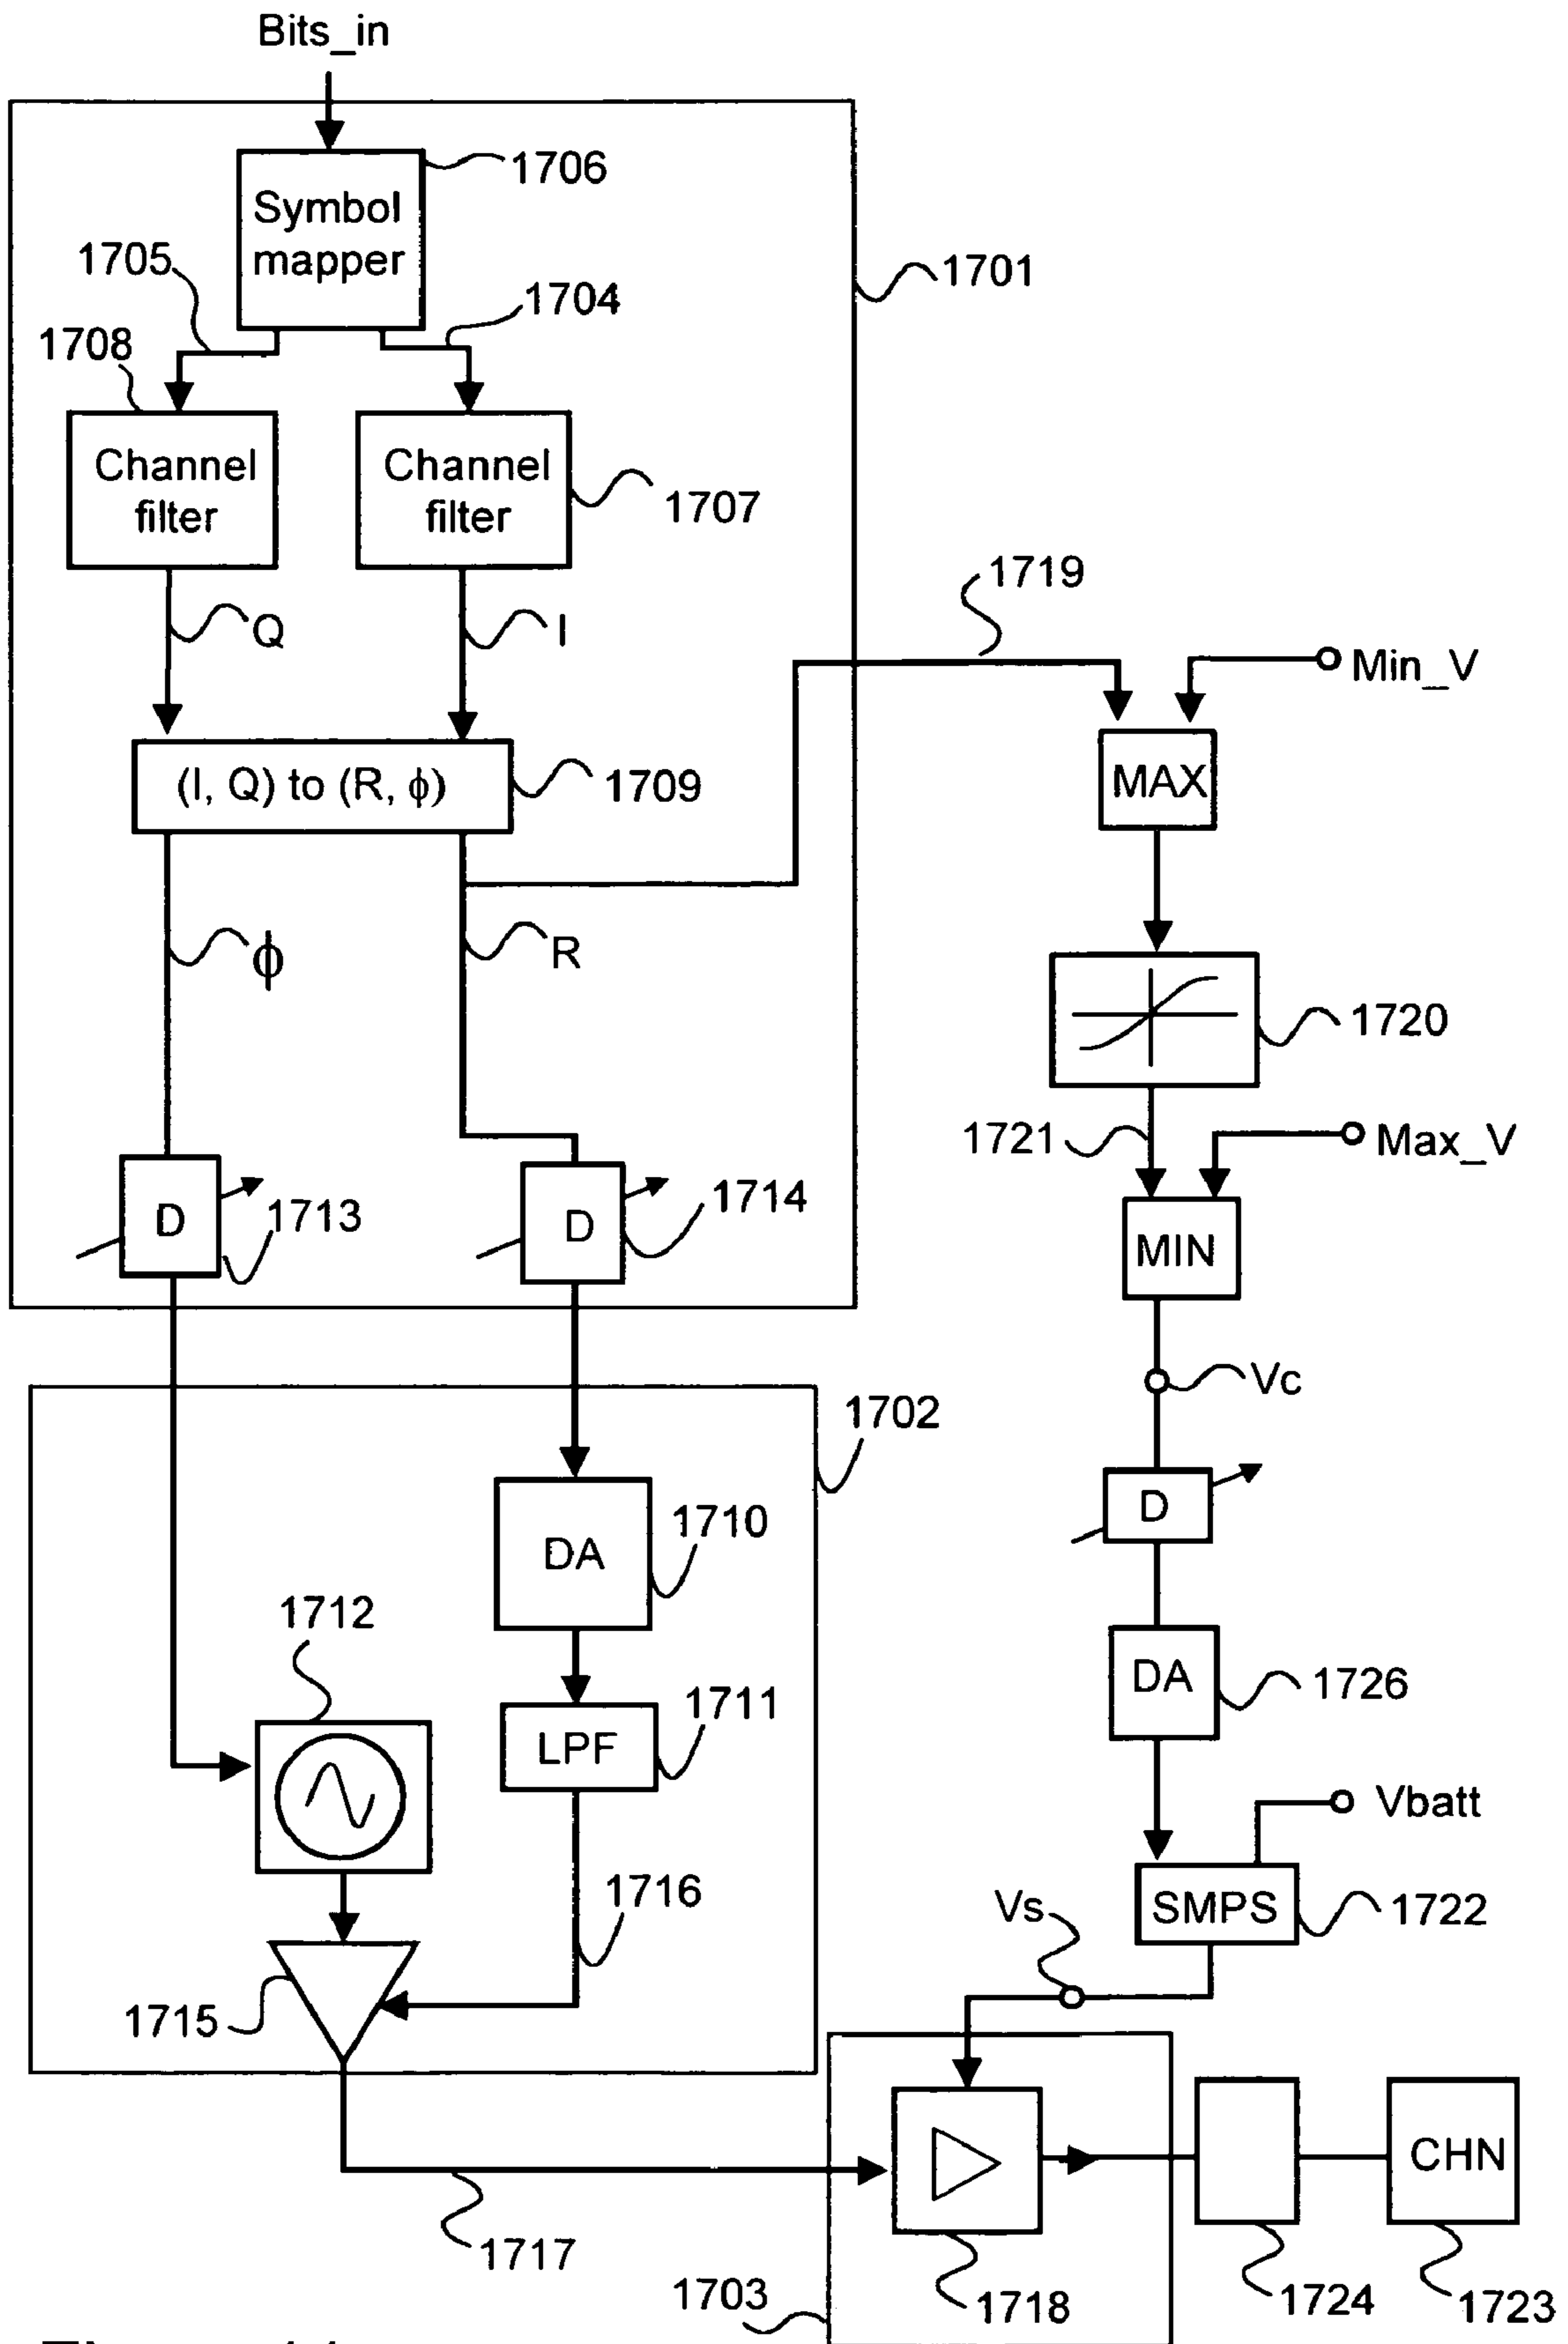 Bits_in
1706
Symbol
mapper
1705
1704
1701
1708
Channel
filter
Channel
filter
1707
Q
I
1719
Min_V
(I, Q) to (R, ϕ)
1709
MAX
ϕ
R
1720
1721
Max_V
D
1713
D
1714
MIN
Vc
1702
D
DA
1710
1712
DA
1726
LPF
1711
Vbatt
1716
Vs
SMPS
1722
1715
CHN
1717
1703
1718
1724
1723